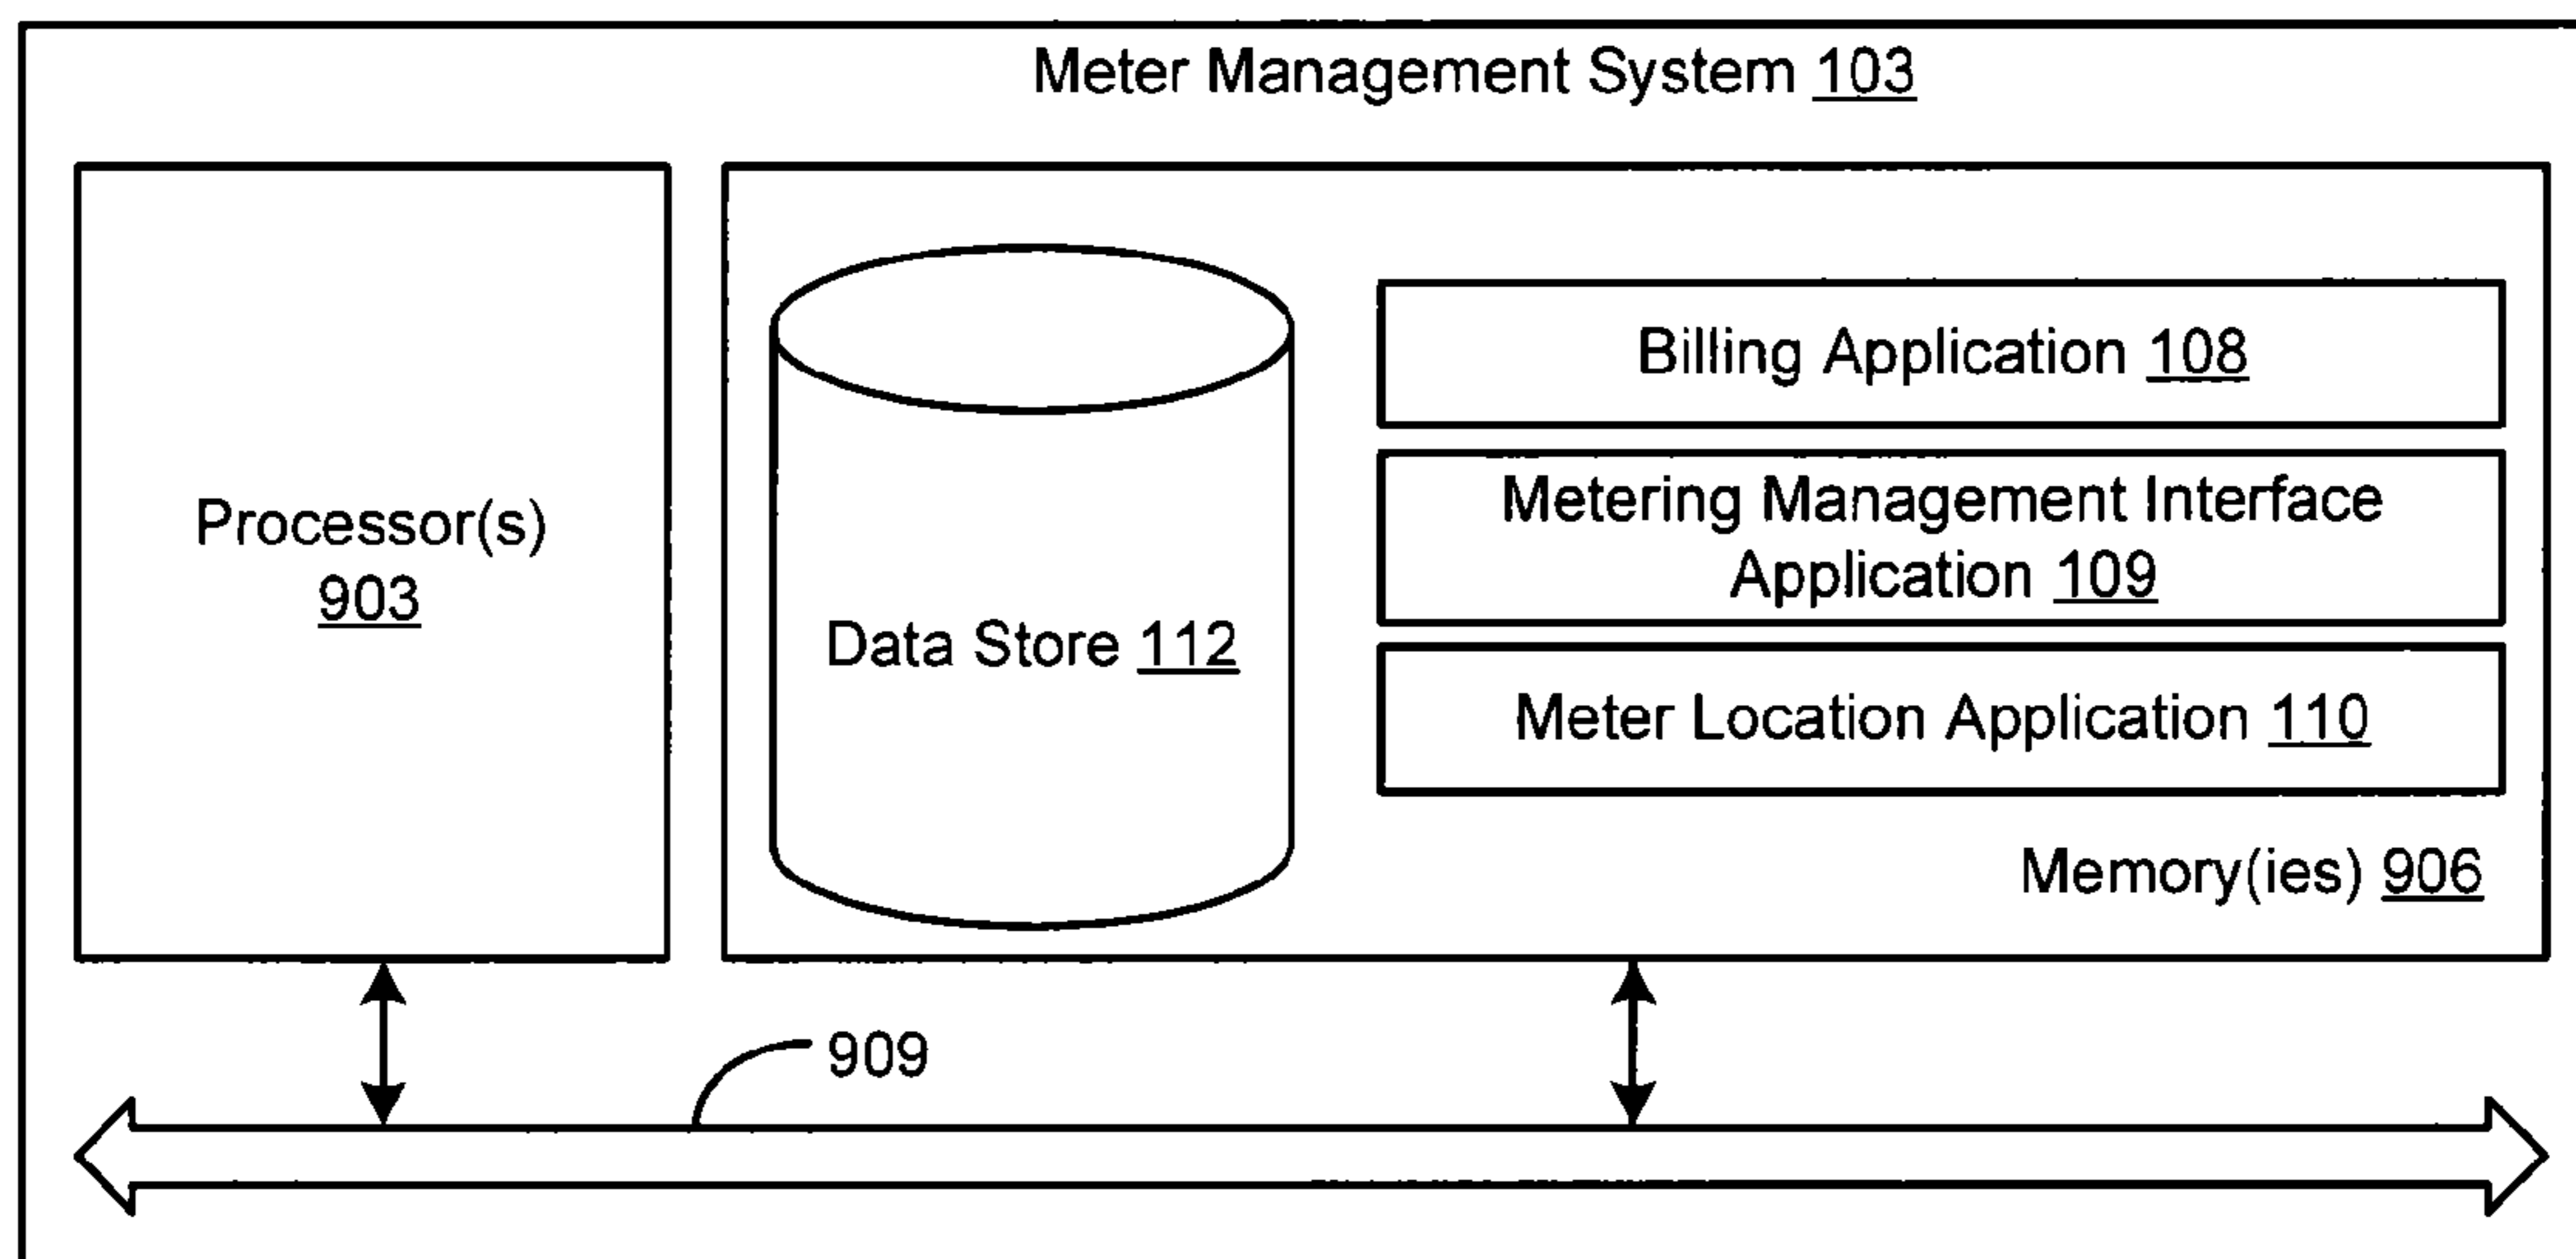 Meter Management System 103
Processor(s)
903
Data Store 112
Billing Application 108
Metering Management Interface
Application 109
Meter Location Application 110
Memory(ies) 906
909